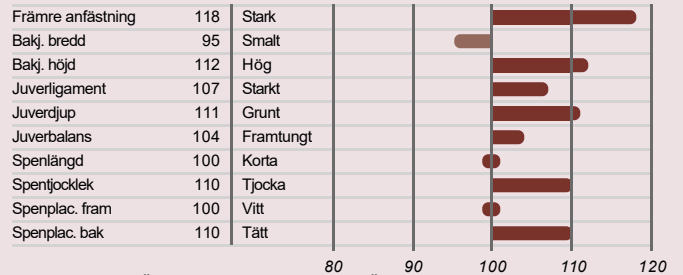 Främre anfästning 118 Stark
Bakj. bredd 95 Smalt
Bakj. höjd 112 Hög
Juverligament 107 Starkt
Juverdjup 111 Grunt
Juverbalans 104 Framtungt
Spenlängd 100 Korta
Spentjocklek 110 Tjocka
Spenplac. fram 100 Vitt
Spenplac. bak 110 Tätt
80 90 100 110 120